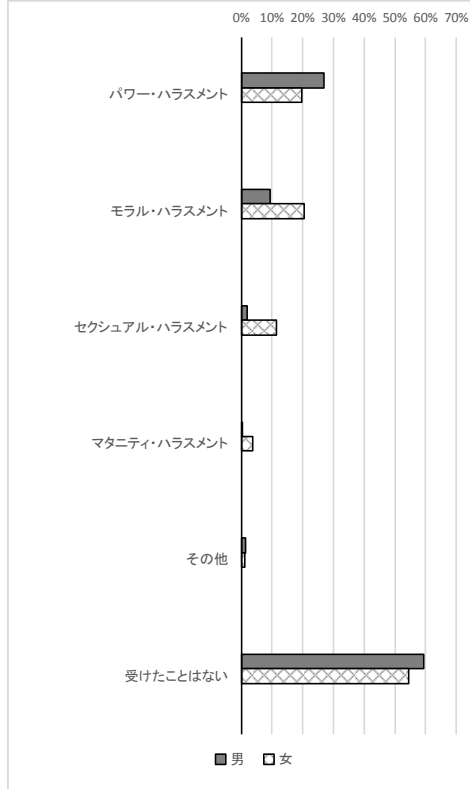 0% 10% 20% 30% 40% 50% 60% 70%
パワー・ハラスメント
モラル・ハラスメント
セクシュアル・ハラスメント
マタニティ・ハラスメント
その他
受けたことはない
男 女